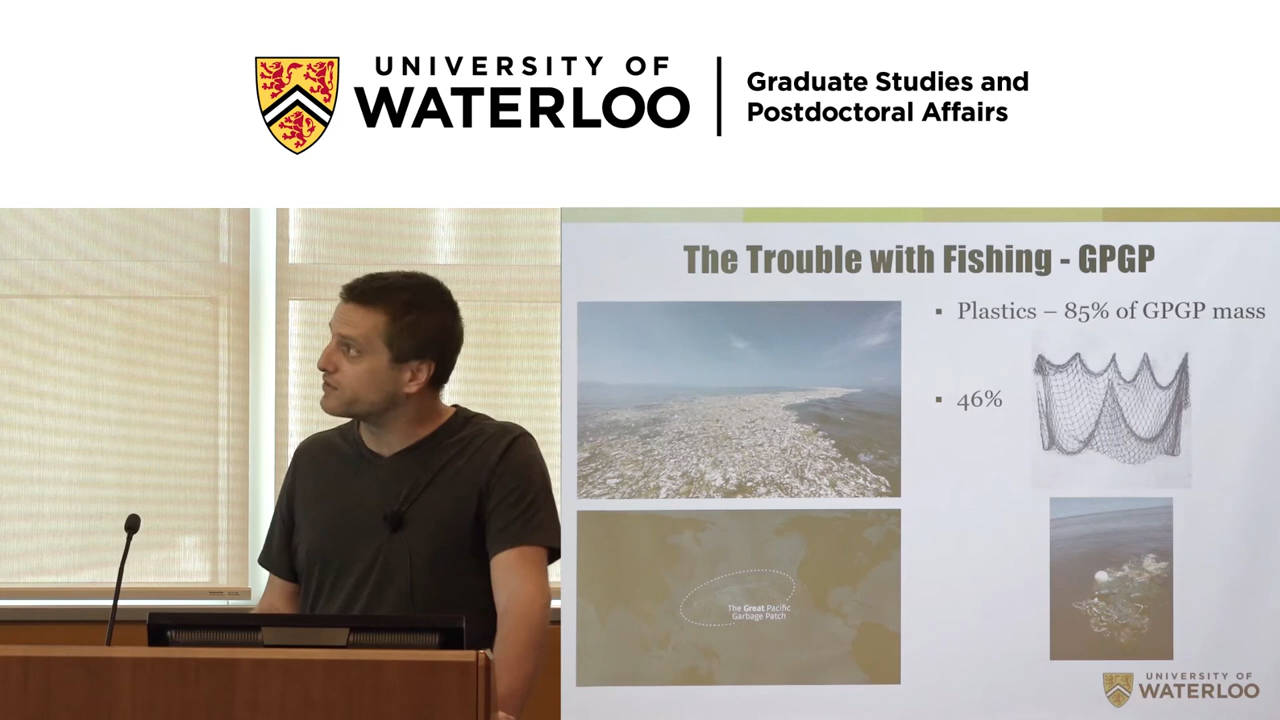 UNIVERSITY OF
WATERLOO
Graduate Studies and
Postdoctoral Affairs
The Trouble with Fishing - GPGP
▪ Plastics – 85% of GPGP mass
▪ 46%
The Great Pacific
Garbage Patch
UNIVERSITY OF
WATERLOO